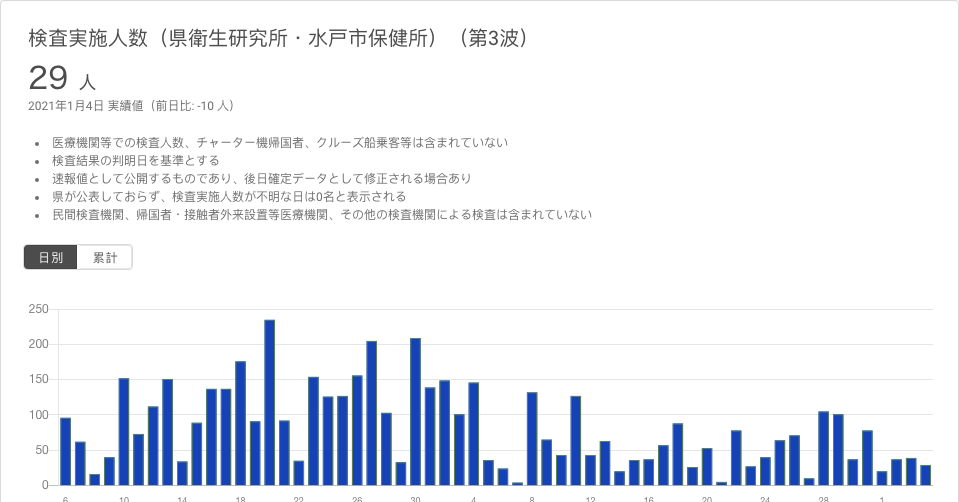 検査実施人数（県衛生研究所・水戸市保健所）（第3波）
29 人
2021年1月4日 実績値（前日比: -10 人）
• 医療機関等での検査人数、チャーター機帰国者、クルーズ船乗客等は含まれていない
• 検査結果の判明日を基準とする
• 速報値として公開するものであり、後日確定データとして修正される場合あり
• 県が公表しておらず、検査実施人数が不明な日は0名と表示される
• 民間検査機関、帰国者・接触者外来設置等医療機関、その他の検査機関による検査は含まれていない
日別 累計
250
200
150
100
50
0
6 10 14 18 22 26 30 4 8 12 16 20 24 28 1